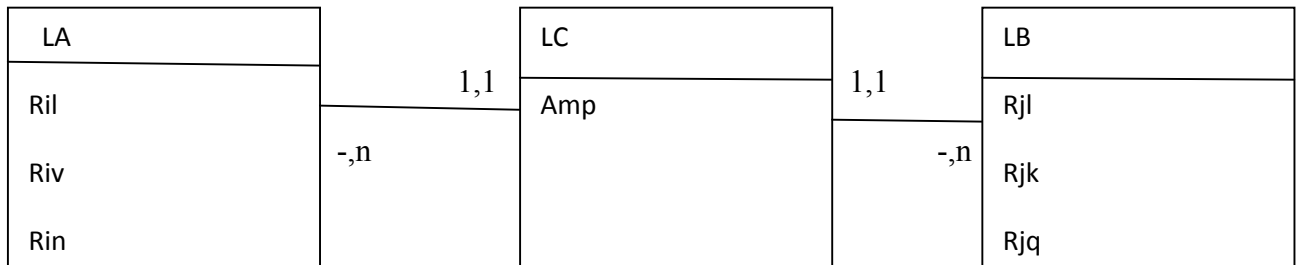 LA
Ril
Riv
Rin
1,1
-,n
LC
Amp
1,1
-,n
LB
Rjl
Rjk
Rjq